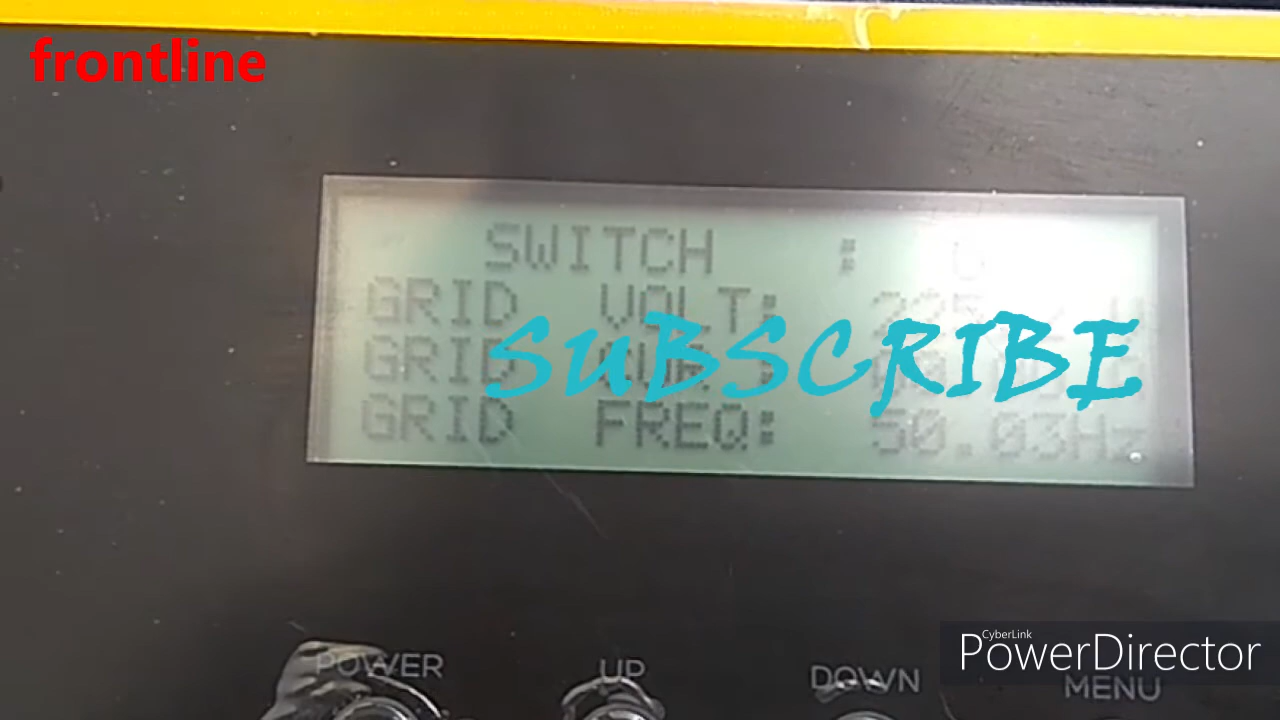 frontline
SWITCH :
GRID VOLT:
SUBSCRIBE
GRID
GRID FREQ: 50.03Hz
POWER UP DOWN MENU
CyberLink
PowerDirector